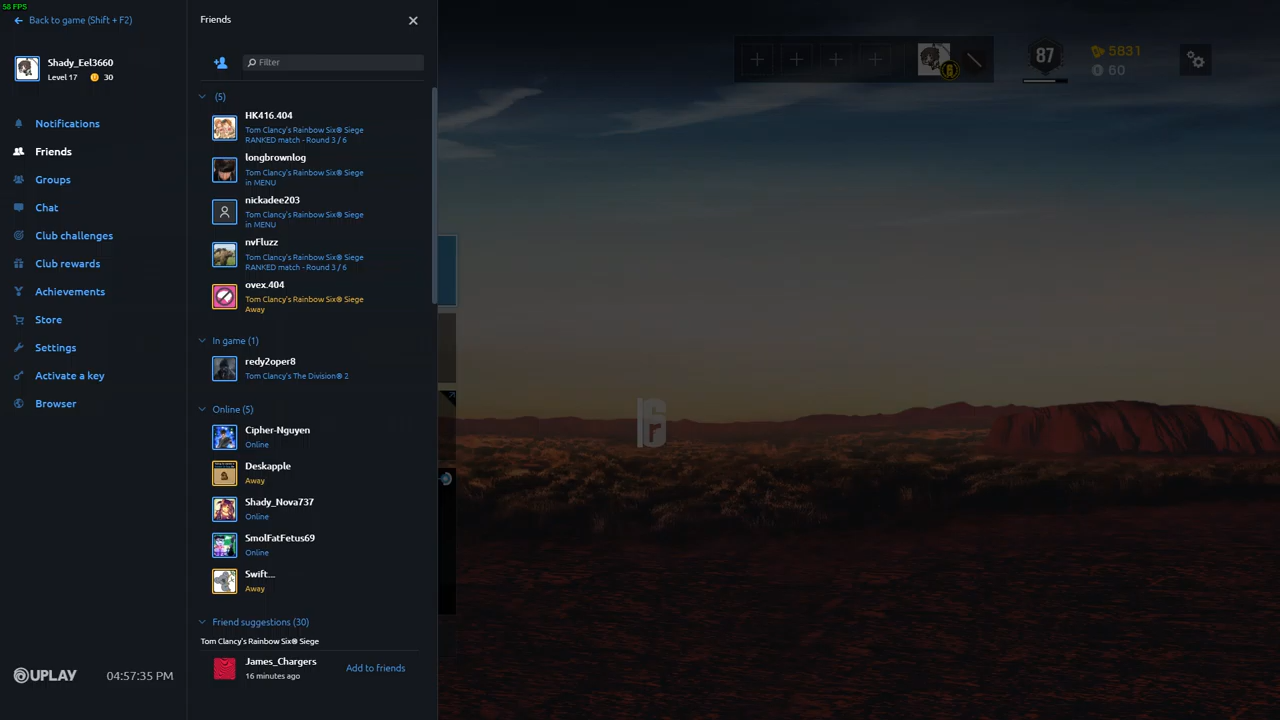 58 FPS
Back to game (Shift + F2)
Shady_Eel3660
Level 17 30
Notifications
Friends
Groups
Chat
Club challenges
Club rewards
Achievements
Store
Settings
Activate a key
Browser
UPLAY 04:57:35 PM
Friends
Filter
(5)
HK416.404
Tom Clancy's Rainbow Six® Siege
RANKED match - Round 3 / 6
longbrownlog
Tom Clancy's Rainbow Six® Siege
in MENU
nickadee203
Tom Clancy's Rainbow Six® Siege
in MENU
nvFluzz
Tom Clancy's Rainbow Six® Siege
RANKED match - Round 3 / 6
ovex.404
Tom Clancy's Rainbow Six® Siege
Away
In game (1)
redy2oper8
Tom Clancy's The Division® 2
Online (5)
Cipher-Nguyen
Online
Deskapple
Away
Shady_Nova737
Online
SmolFatFetus69
Online
Swift...
Away
Friend suggestions (30)
Tom Clancy's Rainbow Six® Siege
James_Chargers
16 minutes ago
Add to friends
87
5831
60